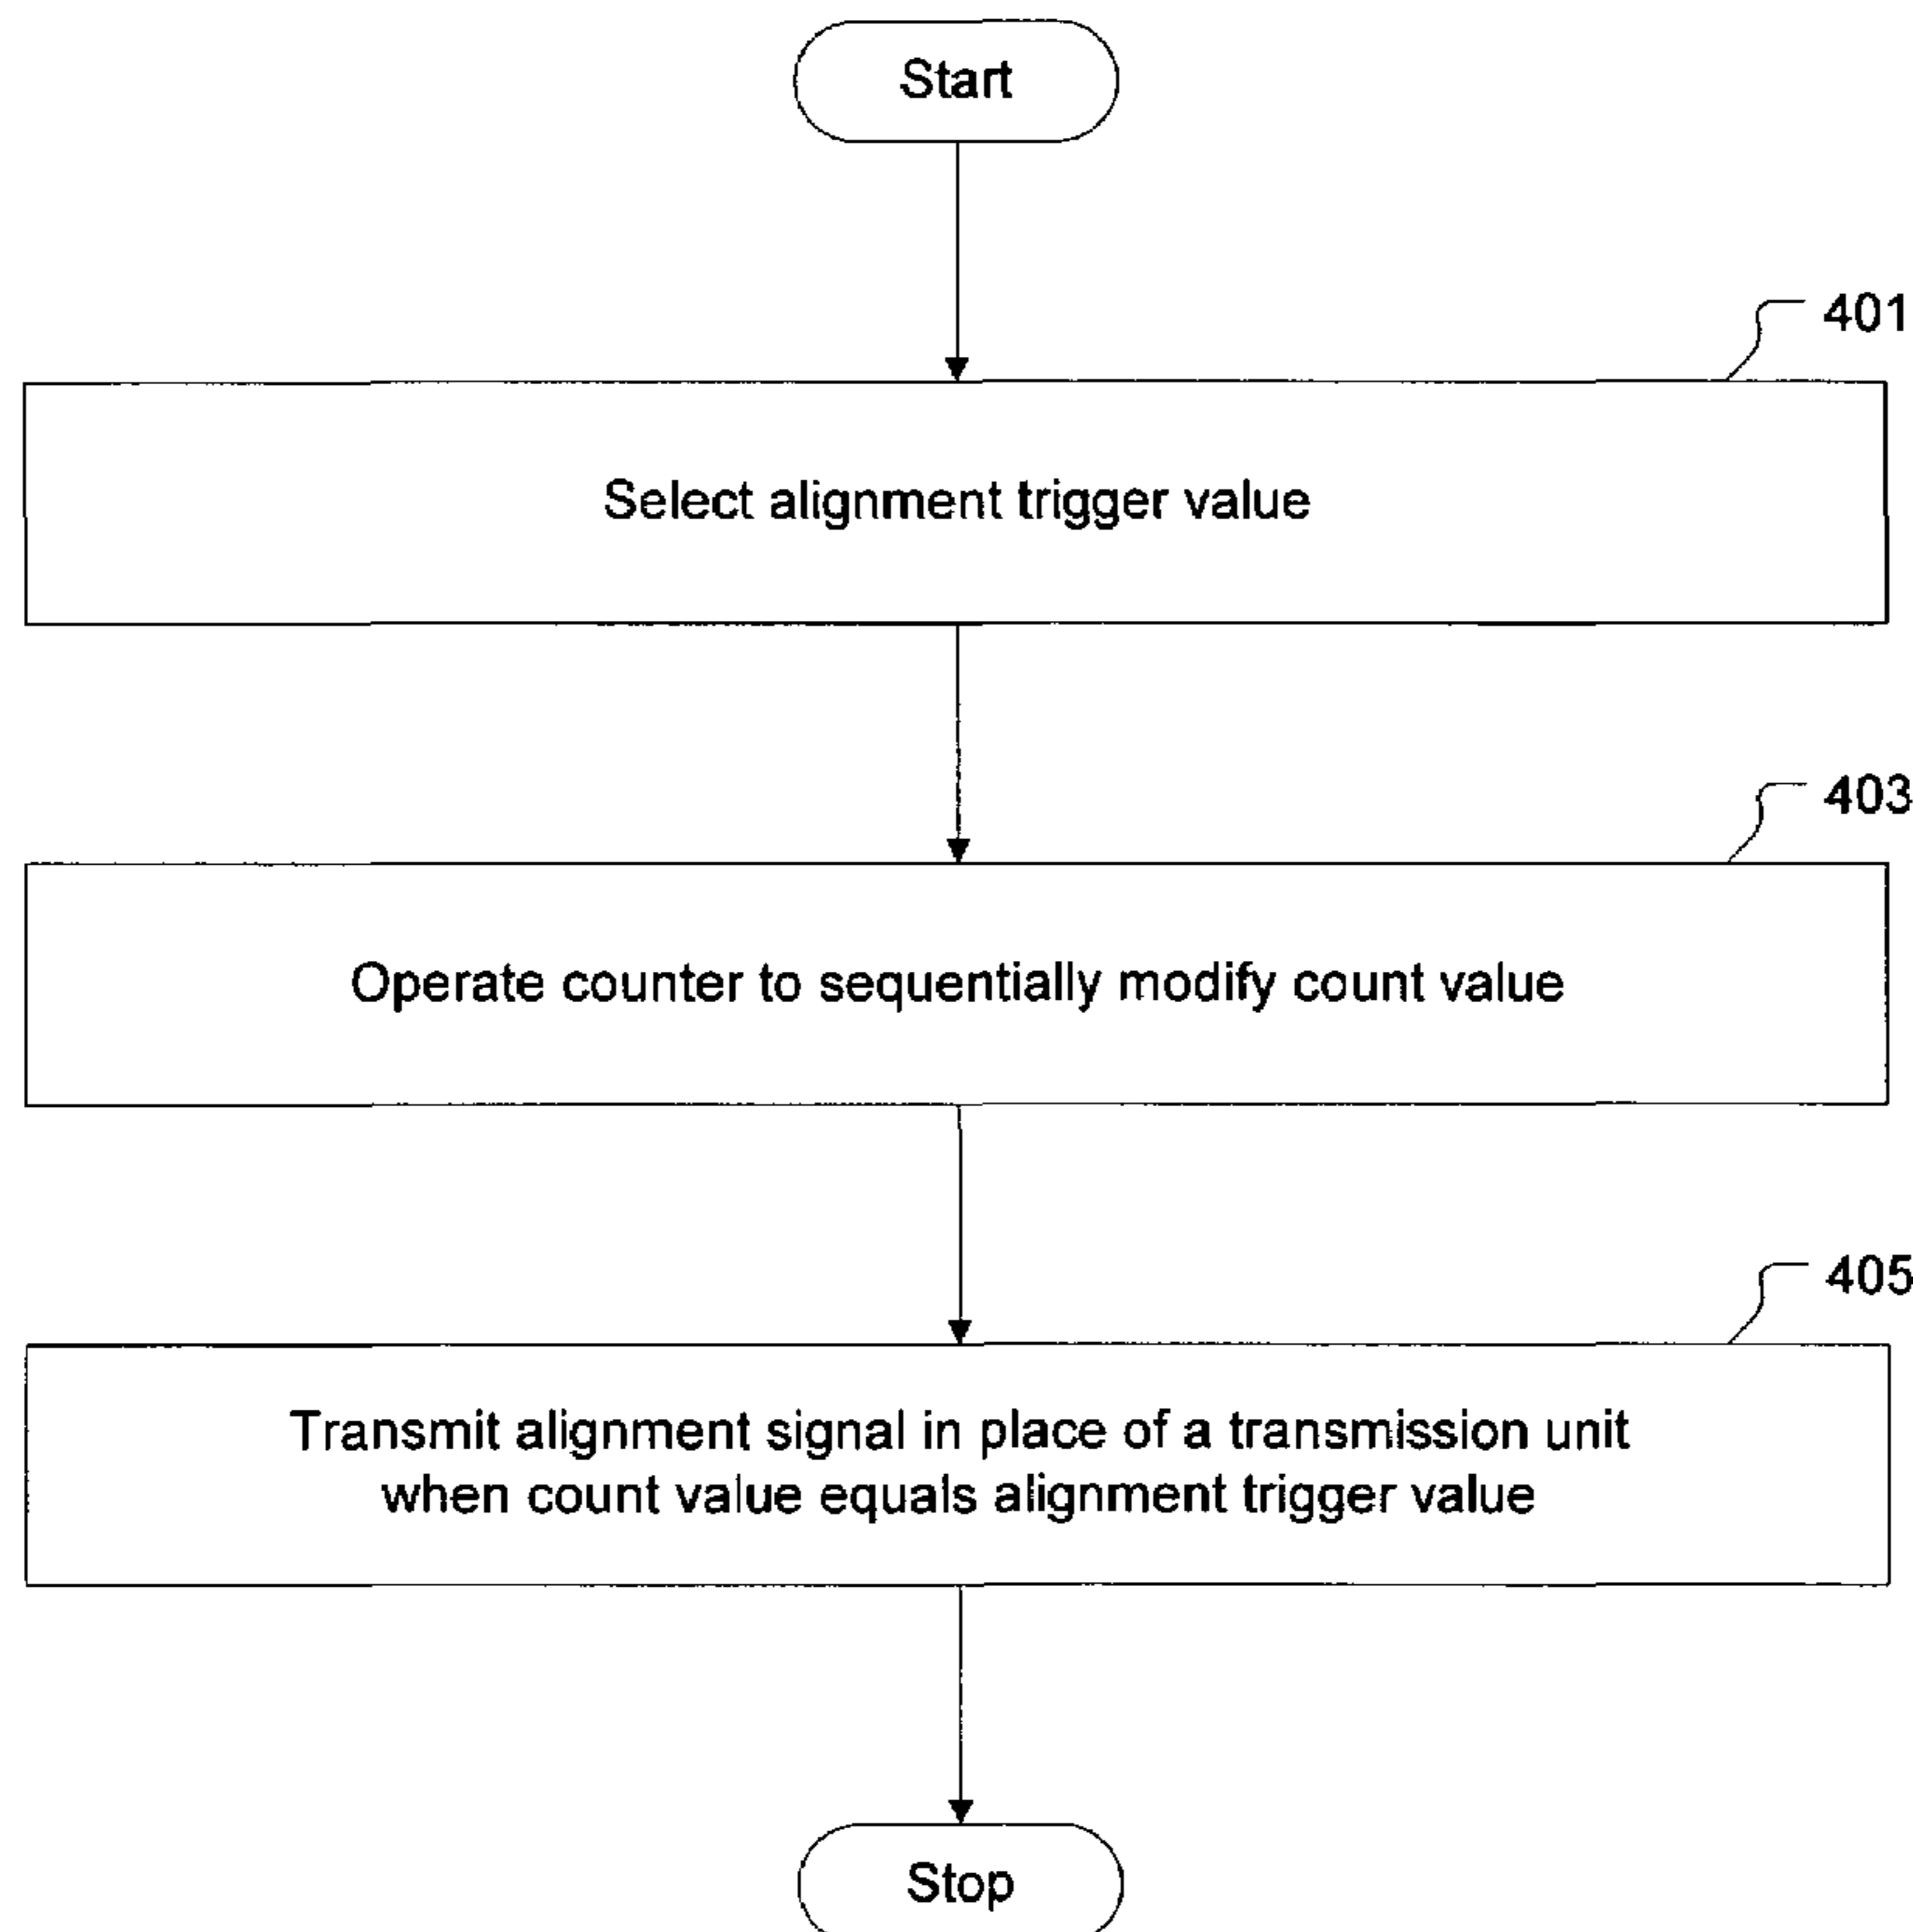 Start
401
Select alignment trigger value
403
Operate counter to sequentially modify count value
405
Transmit alignment signal in place of a transmission unit
when count value equals alignment trigger value
Stop